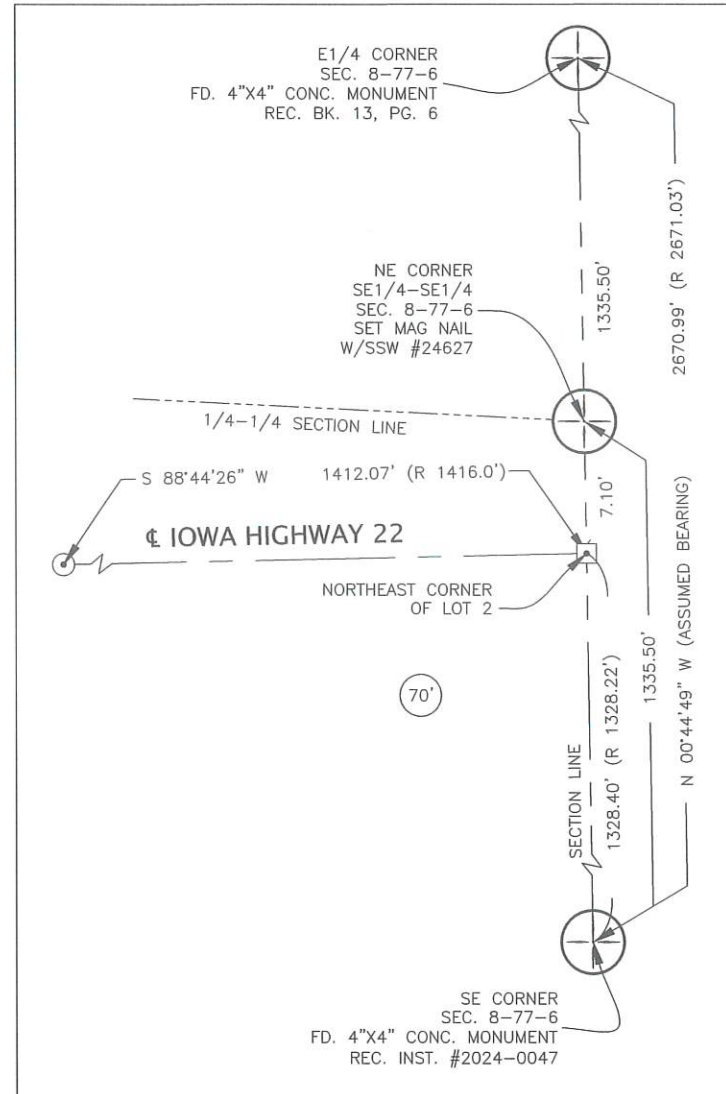 E1/4 CORNER
SEC. 8-77-6
FD. 4"X4" CONC. MONUMENT
REC. BK. 13, PG. 6
2670.99' (R 2671.03')
1335.50'
NE CORNER
SE1/4-SE1/4
SEC. 8-77-6
SET MAG NAIL
W/SSW #24627
1/4-1/4 SECTION LINE
S 88°44'26" W
1412.07' (R 1416.0')
7.10'
℄ IOWA HIGHWAY 22
NORTHEAST CORNER
OF LOT 2
70'
SECTION LINE
1328.40' (R 1328.22')
1335.50'
N 00°44'49" W (ASSUMED BEARING)
SE CORNER
SEC. 8-77-6
FD. 4"X4" CONC. MONUMENT
REC. INST. #2024-0047